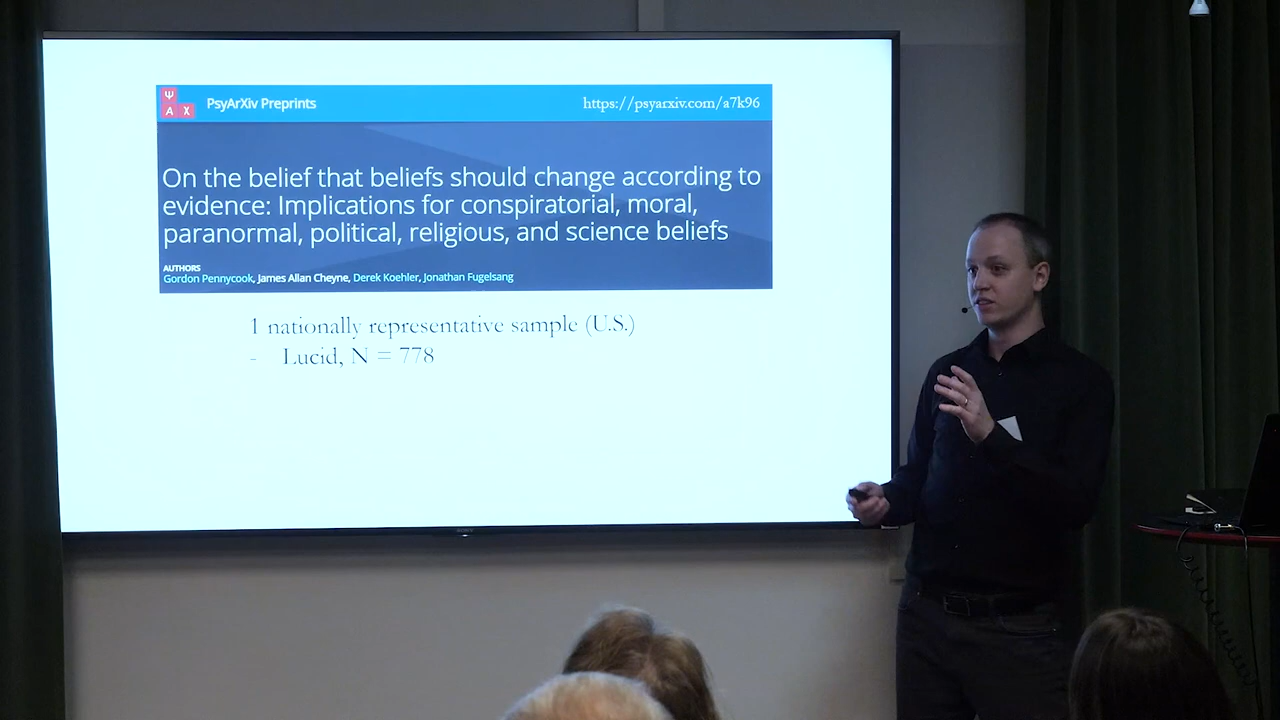 Ψ
A X
PsyArXiv Preprints
https://psyarxiv.com/a7k96
On the belief that beliefs should change according to
evidence: Implications for conspiratorial, moral,
paranormal, political, religious, and science beliefs
AUTHORS
Gordon Pennycook, James Allan Cheyne, Derek Koehler, Jonathan Fugelsang
1 nationally representative sample (U.S.)
- Lucid, N = 778
SONY